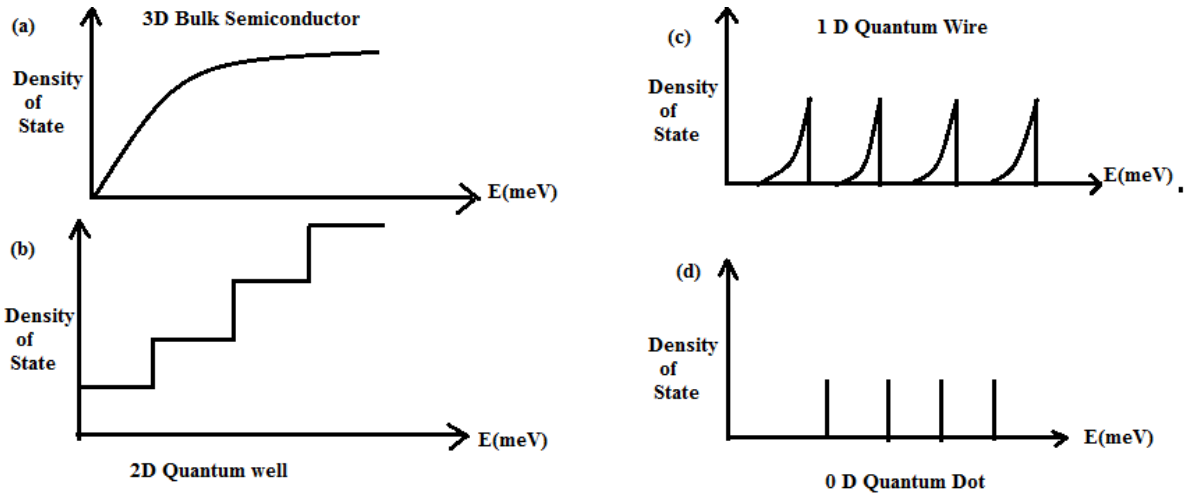 (a)
3D Bulk Semiconductor
Density
of
State
E(meV)
(b)
Density
of
State
E(meV)
2D Quantum well
(c)
1 D Quantum Wire
Density
of
State
E(meV)
.
(d)
Density
of
State
E(meV)
0 D Quantum Dot